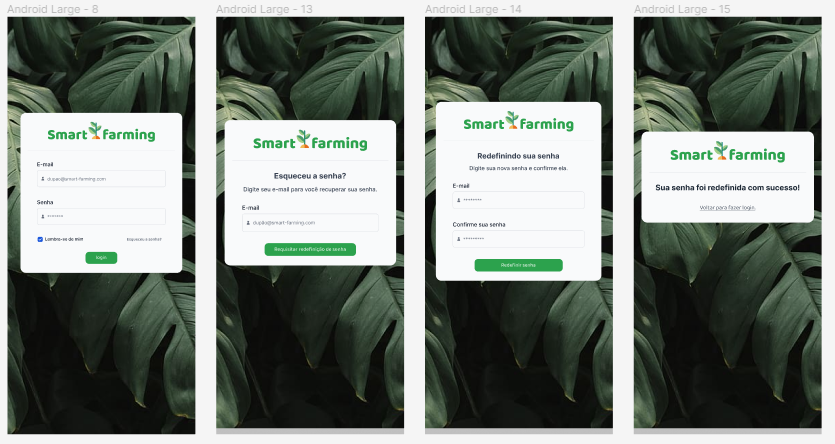 Android Large - 8
Smart farming
E-mail
dupao@smart-farming.com
Senha
*******
Lembre-se de mim
Esqueceu a senha?
login
Android Large - 13
Smart farming
Esqueceu a senha?
Digite seu e-mail para você recuperar sua senha.
E-mail
dupão@smart-farming.com
Requisitar redefinição de senha
Android Large - 14
Smart farming
Redefinindo sua senha
Digite sua nova senha e confirme ela.
E-mail
********
Confirme sua senha
*********
Redefinir senha
Android Large - 15
Smart farming
Sua senha foi redefinida com sucesso!
Voltar para fazer login.